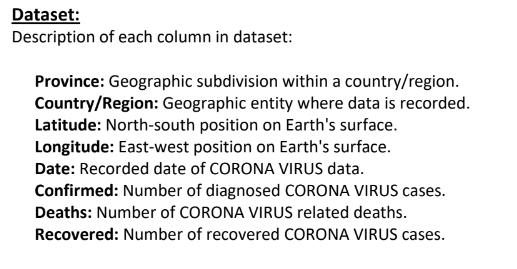 Dataset:
Description of each column in dataset:
Province: Geographic subdivision within a country/region.
Country/Region: Geographic entity where data is recorded.
Latitude: North-south position on Earth's surface.
Longitude: East-west position on Earth's surface.
Date: Recorded date of CORONA VIRUS data.
Confirmed: Number of diagnosed CORONA VIRUS cases.
Deaths: Number of CORONA VIRUS related deaths.
Recovered: Number of recovered CORONA VIRUS cases.